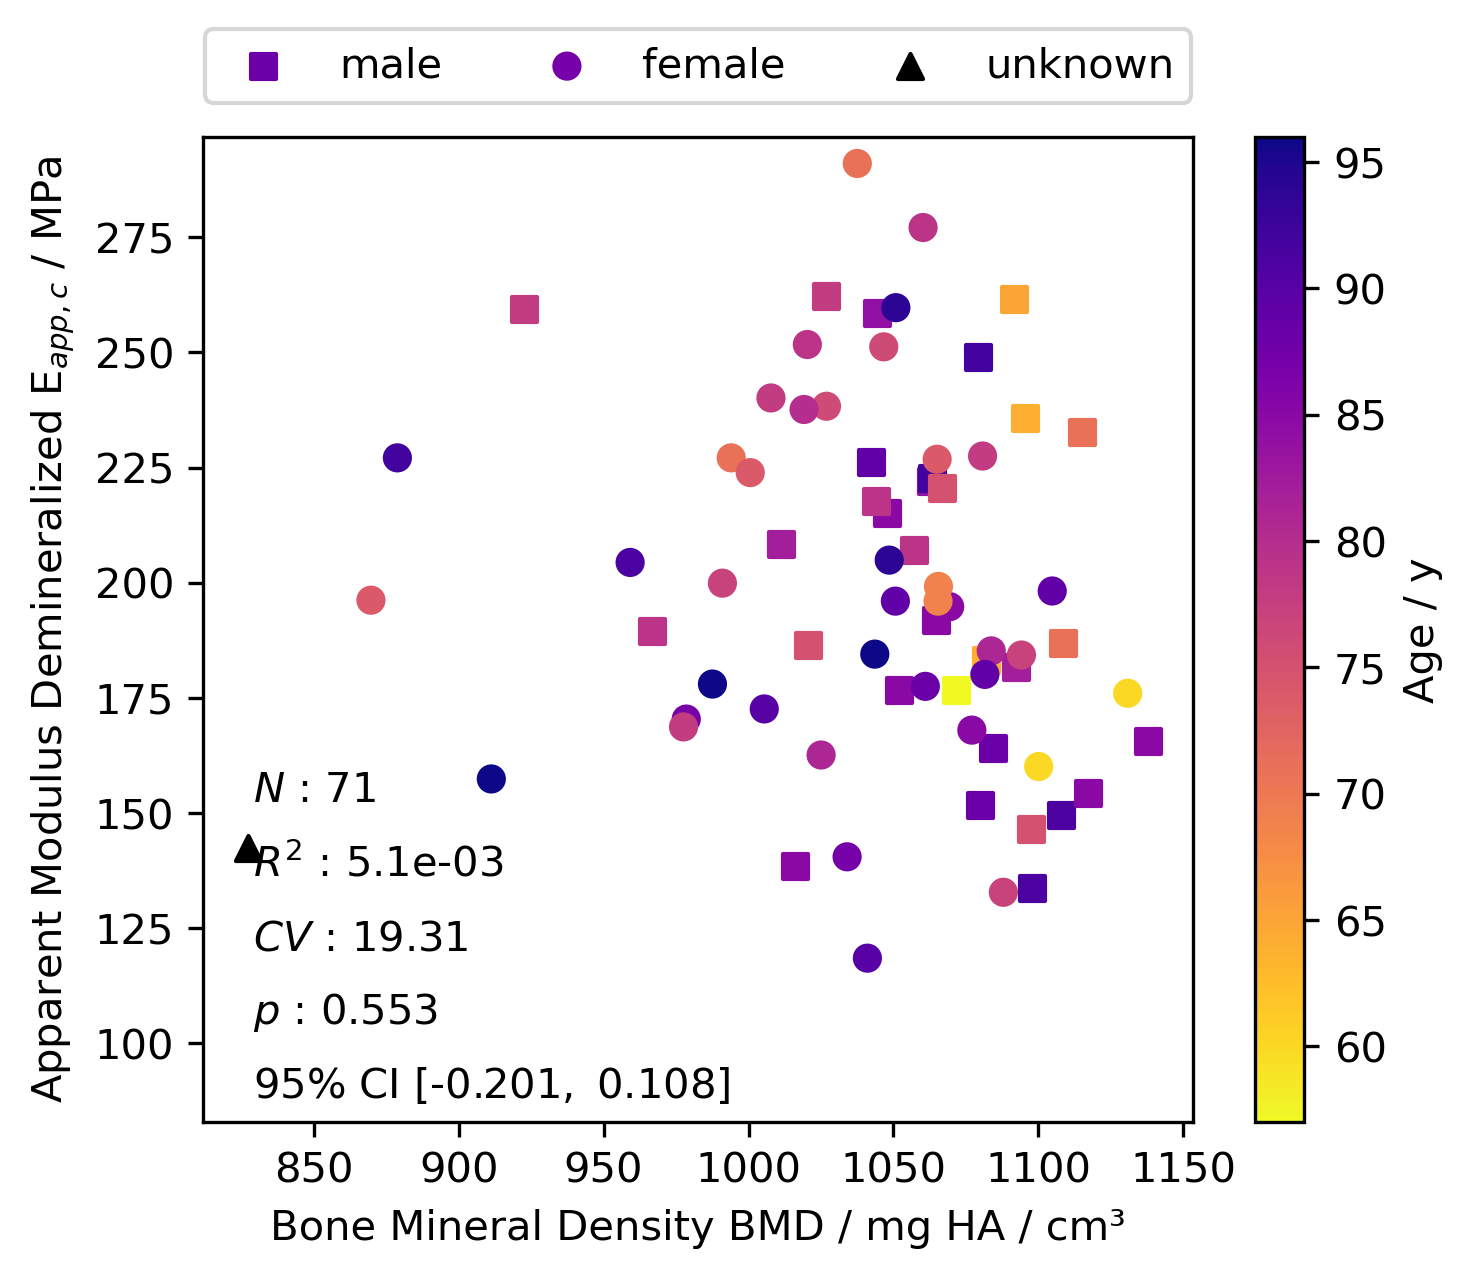 male female unknown
Apparent Modulus Demineralized E_app,c / MPa
275
250
225
200
175
150
125
100
N : 71
R² : 5.1e-03
CV : 19.31
p : 0.553
95% CI [-0.201, 0.108]
850 900 950 1000 1050 1100 1150
Bone Mineral Density BMD / mg HA / cm³
95
90
85
80
75
70
65
60
Age / y